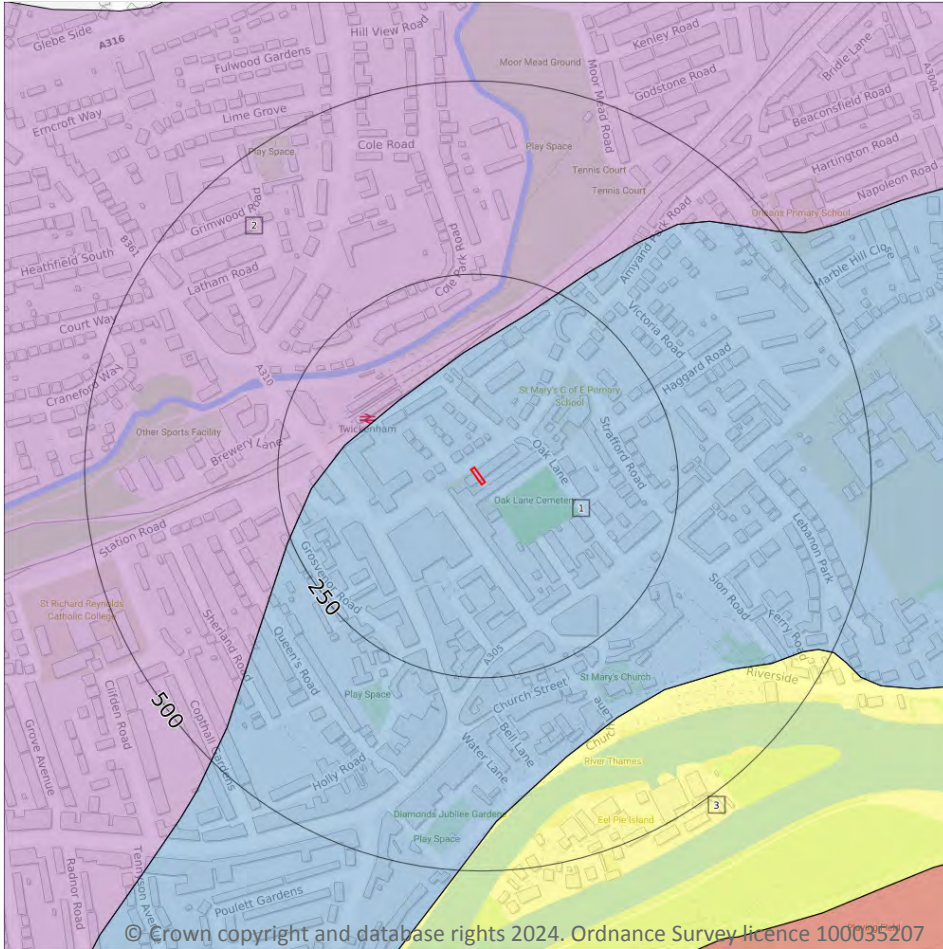 Glebe Side
A316
Hill View Road
Fulwood Gardens
Kenley Road
Bridle Lane
A3004
Moor Mead Ground
Moor Mead Road
Godstone Road
Erncroft Way
Lime Grove
Beaconsfield Road
Cole Road
Play Space
Play Space
Hartington Road
Tennis Court
Napoleon Road
Tennis Court
Grimwood Road
2
Cole Park Road
Amyand Park Road
Orleans Primary School
B361
Heathfield South
Latham Road
Marble Hill Close
Court Way
Victoria Road
Craneford Way
A310
Haggard Road
St Mary's C of E Primary
School
Twickenham
Other Sports Facility
Brewery Lane
Oak Lane
Strafford Road
Oak Lane Cemetery
1
Station Road
Lebanon Park
Grosvenor Road
250
Sion Road
Ferry Road
St Richard Reynolds
Catholic College
Sherland Road
Queen's Road
A305
St Mary's Church
Riverside
Play Space
Church Street
Church Lane
500
Clifden Road
Copthall Gardens
Bell Lane
Water Lane
River Thames
Grove Avenue
Holly Road
3
Diamonds Jubilee Gardens
Eel Pie Island
Play Space
Radnor Road
Tennyson Avenue
Poulett Gardens
© Crown copyright and database rights 2024. Ordnance Survey licence 100035207